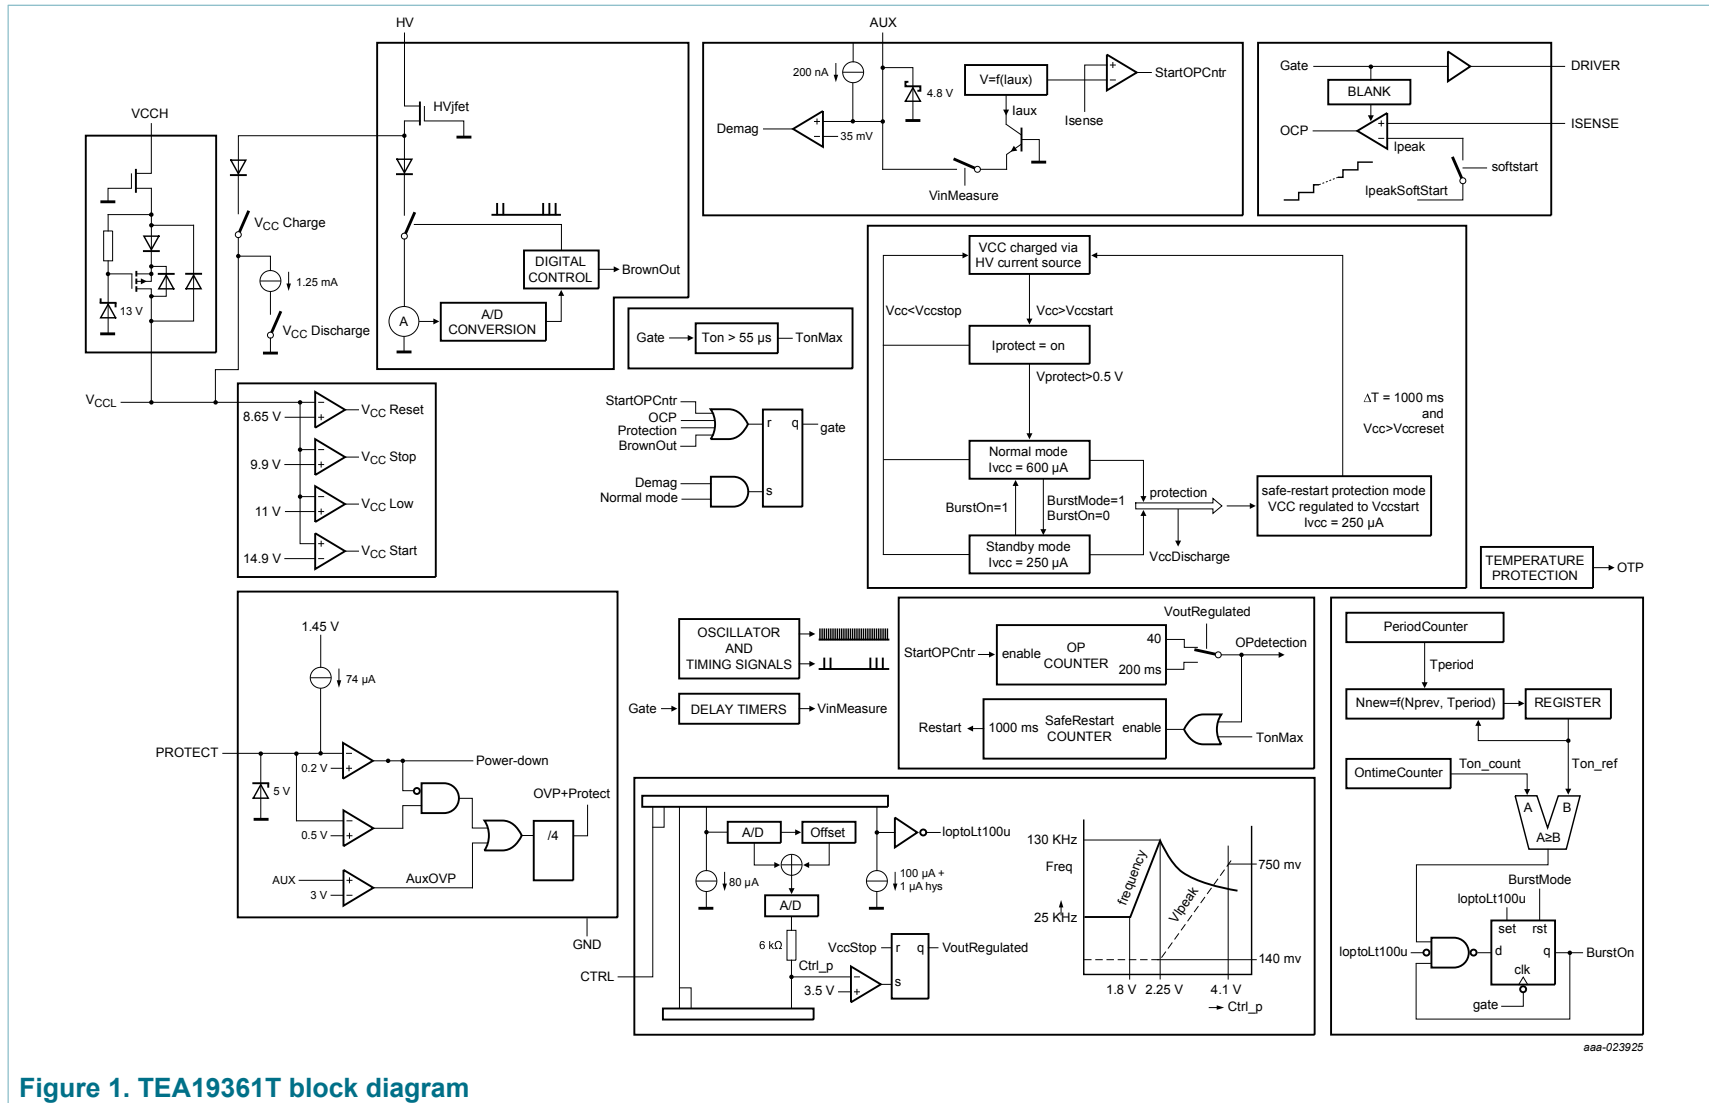 HV
AUX
VCCH
HVjfet
VCC Charge
1.25 mA
VCC Discharge
13 V
DIGITAL
CONTROL
BrownOut
A
A/D
CONVERSION
200 nA
4.8 V
V=f(Iaux)
+
−
StartOPCntr
Iaux
Isense
Demag
+
−
35 mV
VinMeasure
Gate
DRIVER
BLANK
OCP
+
−
ISENSE
Ipeak
softstart
IpeakSoftStart
Gate
Ton > 55 µs
TonMax
VCC charged via
HV current source
Vcc<Vccstop
Vcc>Vccstart
Iprotect = on
Vprotect>0.5 V
ΔT = 1000 ms
and
Vcc>Vccreset
Normal mode
Ivcc = 600 µA
BurstOn=1
BurstMode=1
BurstOn=0
protection
safe-restart protection mode
VCC regulated to Vccstart
Ivcc = 250 µA
Standby mode
Ivcc = 250 µA
VccDischarge
VCCL
−
+
8.65 V
VCC Reset
−
+
9.9 V
VCC Stop
−
+
11 V
VCC Low
+
−
14.9 V
VCC Start
StartOPCntr
OCP
Protection
BrownOut
r
q
gate
Demag
Normal mode
s
TEMPERATURE
PROTECTION
OTP
1.45 V
74 µA
PROTECT
−
+
0.2 V
Power-down
5 V
−
+
0.5 V
OVP+Protect
/4
AUX
+
−
3 V
AuxOVP
GND
OSCILLATOR
AND
TIMING SIGNALS
Gate
DELAY TIMERS
VinMeasure
VoutRegulated
StartOPCntr
enable
OP
COUNTER
40
200 ms
OPdetection
Restart
1000 ms
SafeRestart
COUNTER
enable
TonMax
CTRL
A/D
Offset
80 µA
A/D
6 kΩ
Ctrl_p
3.5 V
−
+
IoptoLt100u
100 µA +
1 µA hys
VccStop
r
q
VoutRegulated
s
130 KHz
Freq
25 KHz
frequency
VIpeak
750 mv
140 mv
1.8 V
2.25 V
4.1 V
Ctrl_p
PeriodCounter
Tperiod
Nnew=f(Nprev, Tperiod)
REGISTER
OntimeCounter
Ton_count
Ton_ref
A
B
A≥B
BurstMode
IoptoLt100u
set
rst
IoptoLt100u
d
q
BurstOn
clk
gate
aaa-023925
Figure 1. TEA19361T block diagram